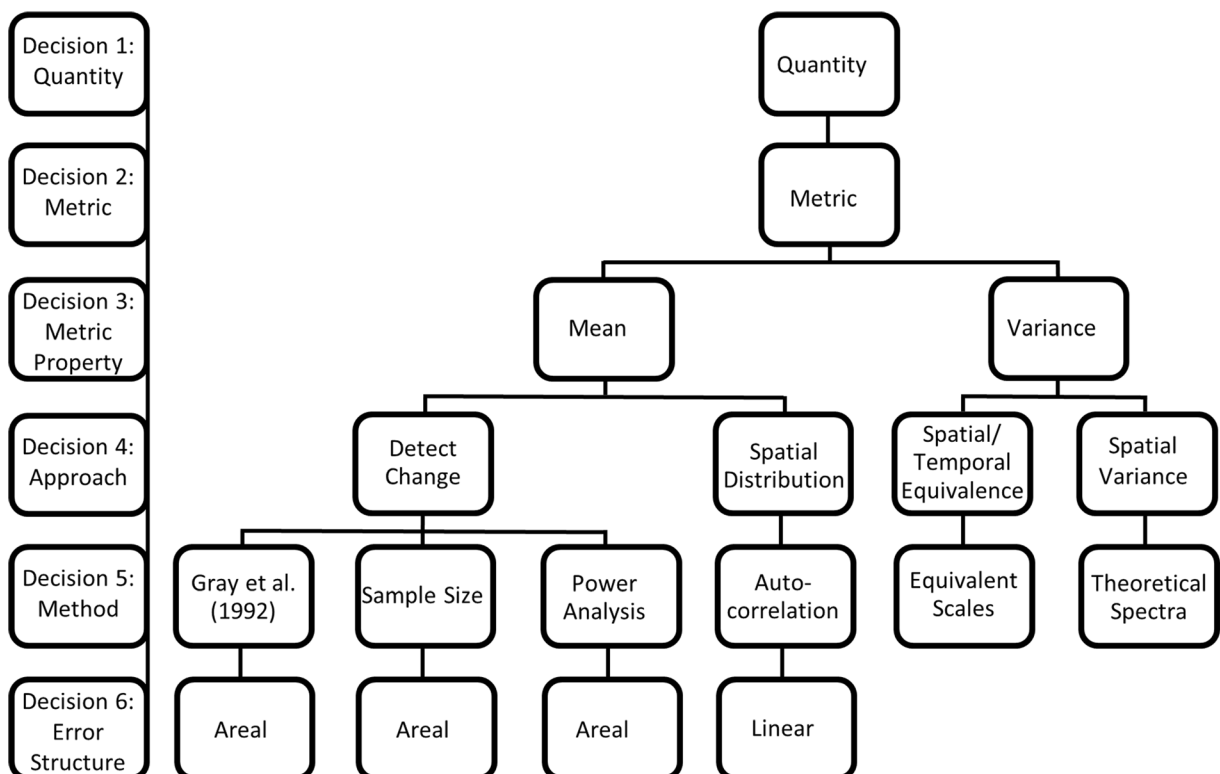 Decision 1:
Quantity
Quantity
Decision 2:
Metric
Metric
Decision 3:
Metric
Property
Mean
Variance
Decision 4:
Approach
Detect
Change
Spatial
Distribution
Spatial/
Temporal
Equivalence
Spatial
Variance
Decision 5:
Method
Gray et al.
(1992)
Sample Size
Power
Analysis
Auto-
correlation
Equivalent
Scales
Theoretical
Spectra
Decision 6:
Error
Structure
Areal
Areal
Areal
Linear